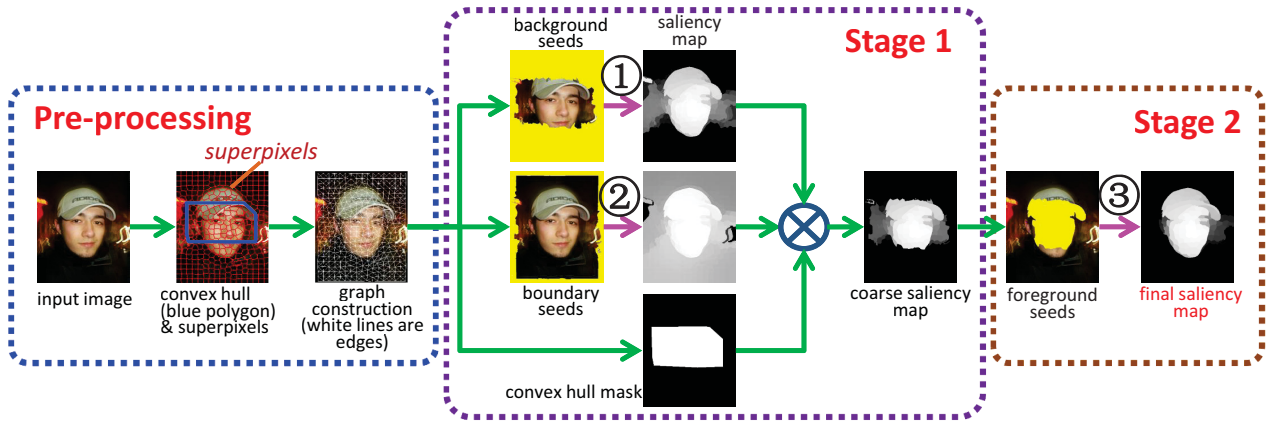 Pre-processing
superpixels
input image
convex hull
(blue polygon)
& superpixels
graph
construction
(white lines are
edges)
Stage 1
background
seeds
saliency
map
1
boundary
seeds
2
convex hull mask
coarse saliency
map
Stage 2
foreground
seeds
3
final saliency
map